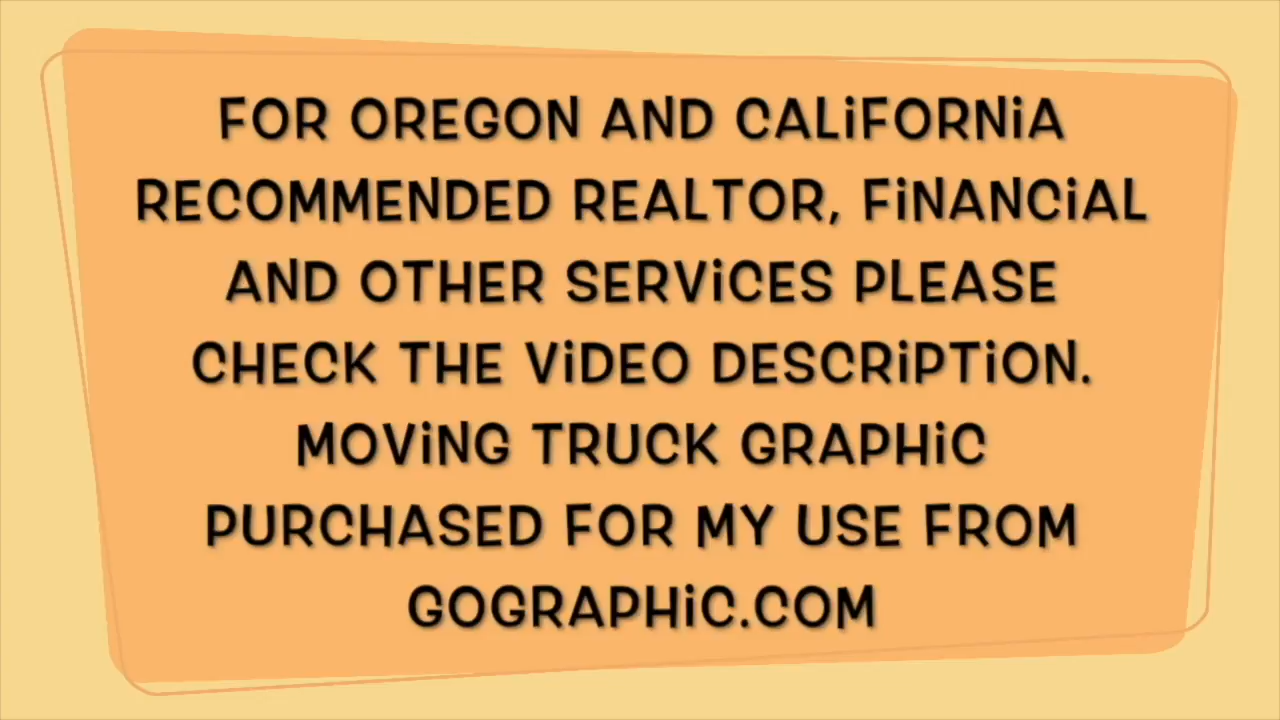 FOR OREGON AND CALiFORNiA
RECOMMENDED REALTOR, FiNANCiAL
AND OTHER SERViCES PLEASE
CHECK THE ViDEO DESCRiPTiON.
MOViNG TRUCK GRAPHiC
PURCHASED FOR MY USE FROM
GOGRAPHiC.COM